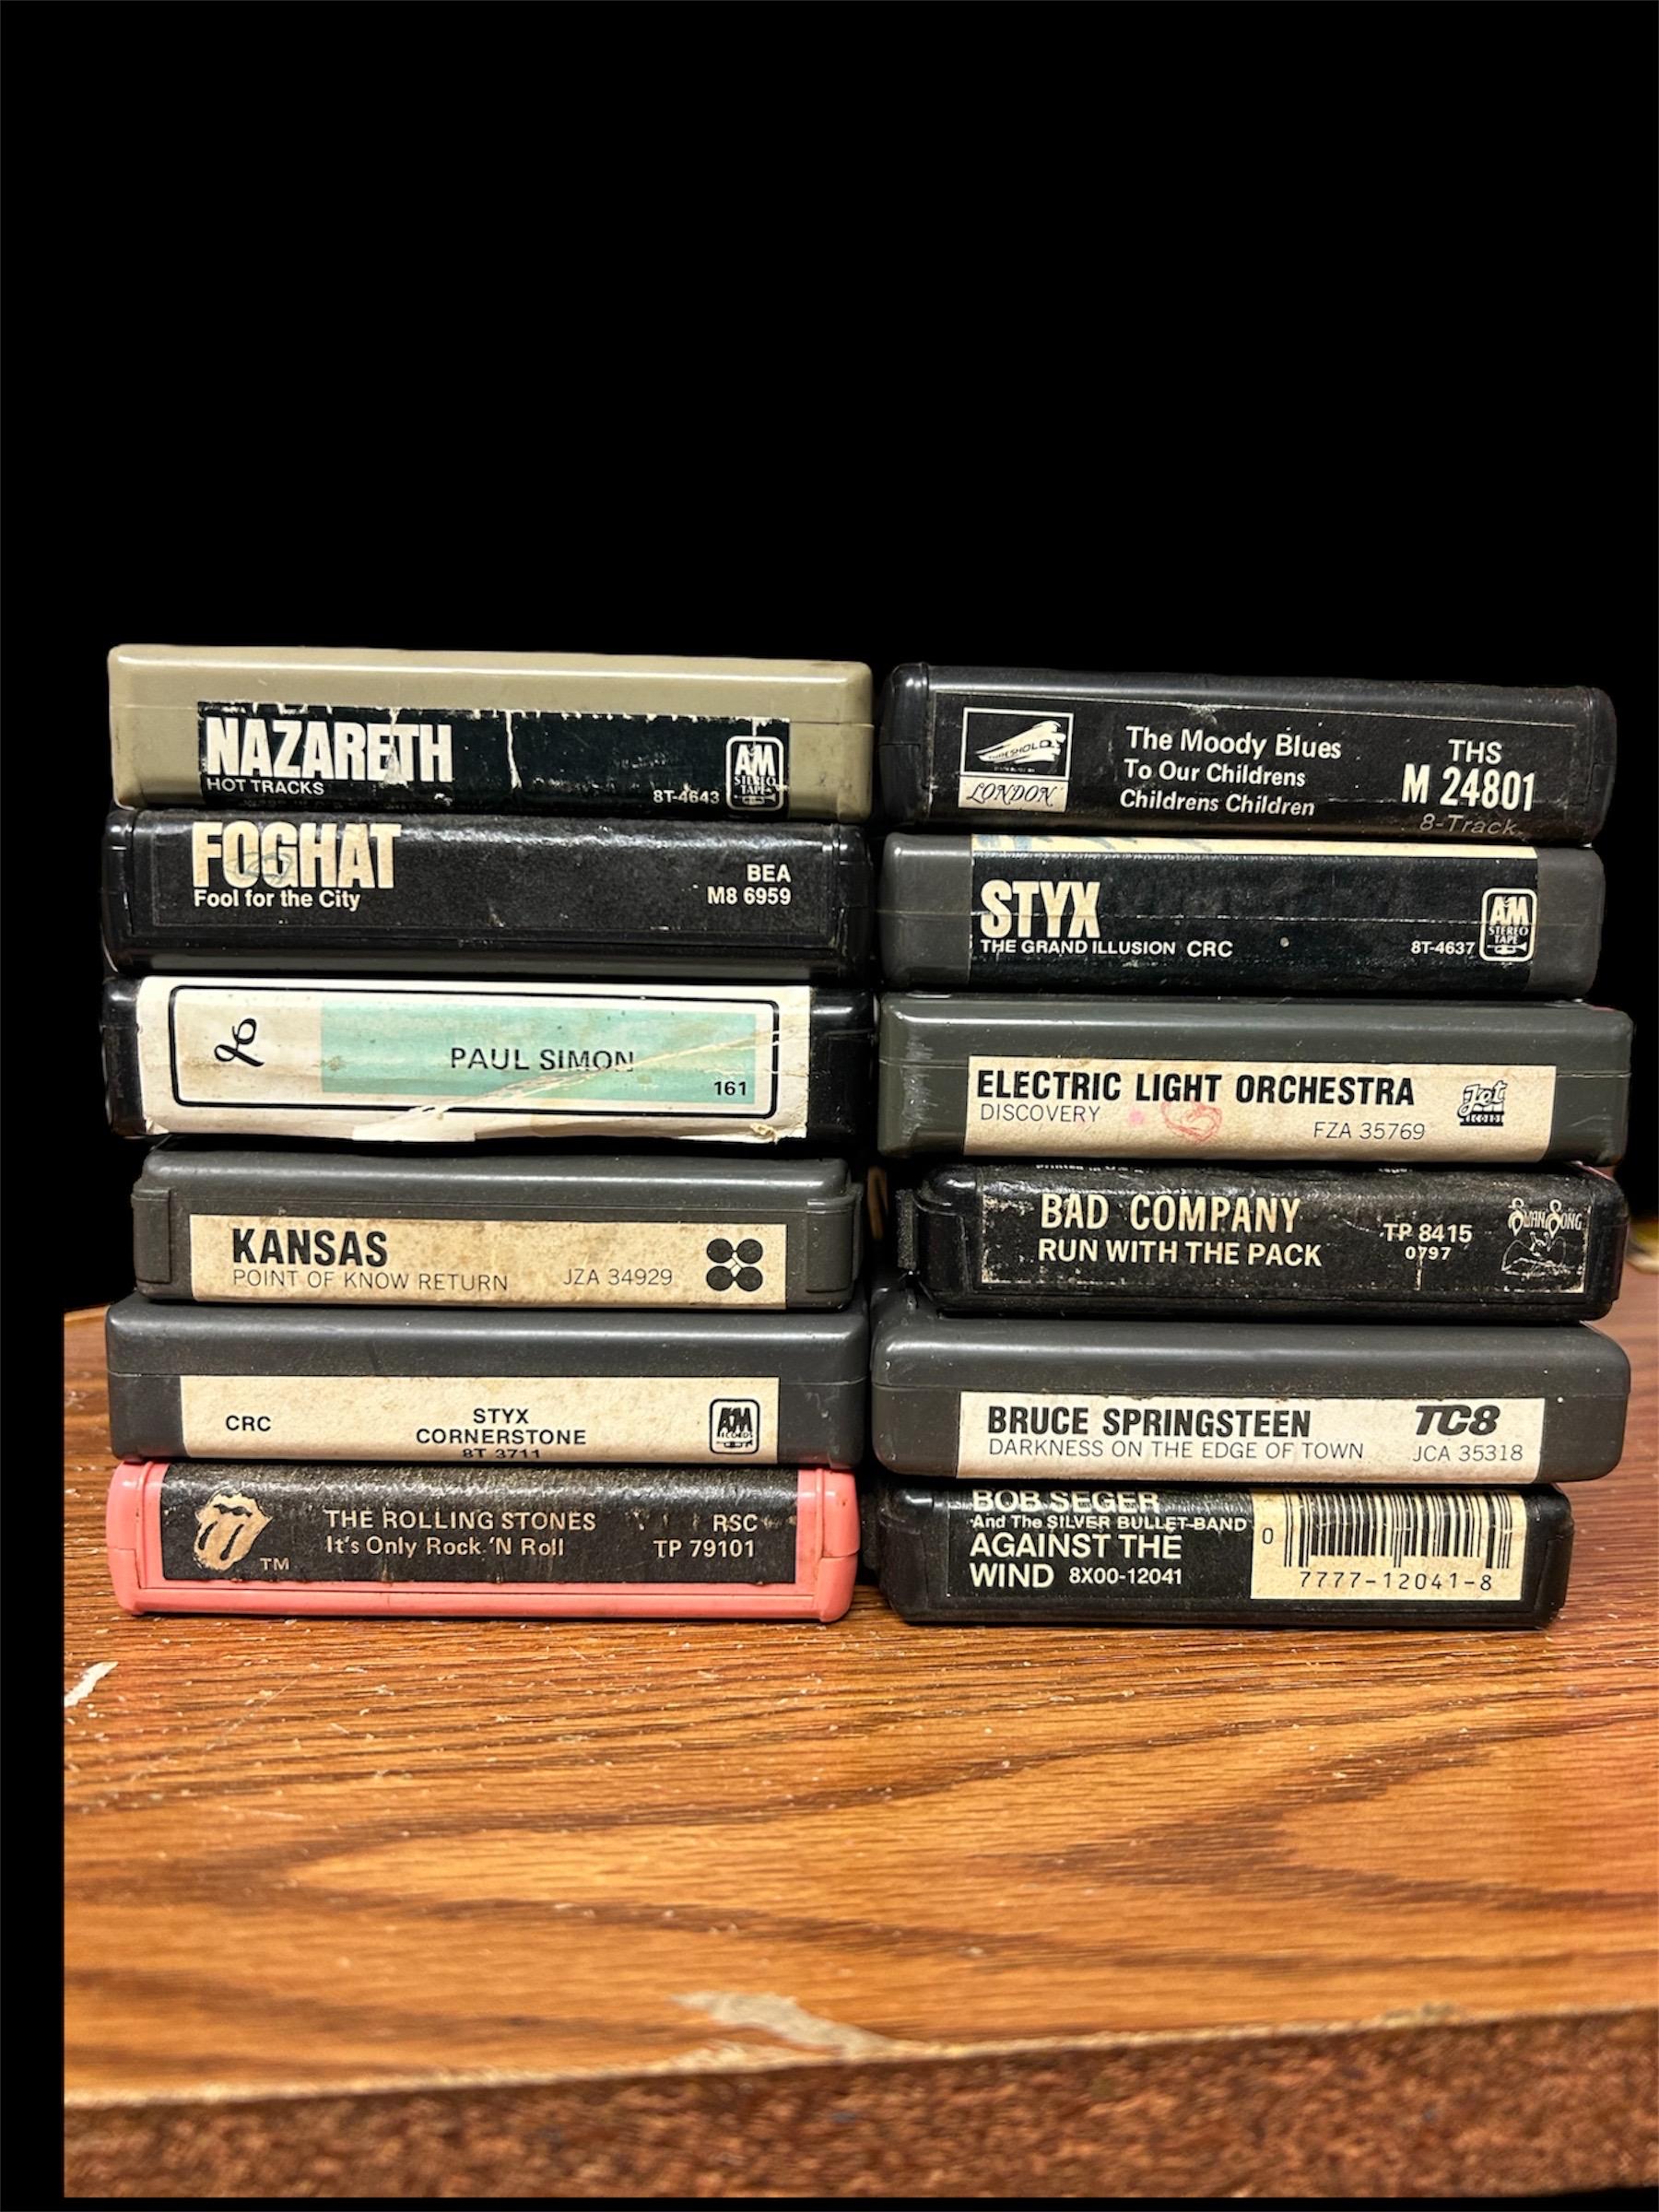 NAZARETH
HOT TRACKS
8T-4643
A&M
STEREO
TAPE
FOGHAT
Fool for the City
BEA
M8 6959
PAUL SIMON
161
KANSAS
POINT OF KNOW RETURN
JZA 34929
CRC
STYX
CORNERSTONE
8T 3711
A&M
RECORDS
THE ROLLING STONES
It's Only Rock 'N Roll
RSC
TP 79101
TM
THRESHOLD
LONDON
The Moody Blues
To Our Childrens
Childrens Children
THS
M 24801
8-Track
STYX
THE GRAND ILLUSION CRC
8T-4637
A&M
STEREO
TAPE
ELECTRIC LIGHT ORCHESTRA
DISCOVERY
FZA 35769
Jet
RECORDS
printed in U.S.A.
BAD COMPANY
RUN WITH THE PACK
TP 8415
0797
SWAN SONG
BRUCE SPRINGSTEEN
DARKNESS ON THE EDGE OF TOWN
TC8
JCA 35318
BOB SEGER
And The SILVER BULLET BAND
AGAINST THE
WIND 8X00-12041
0
7777-12041-8